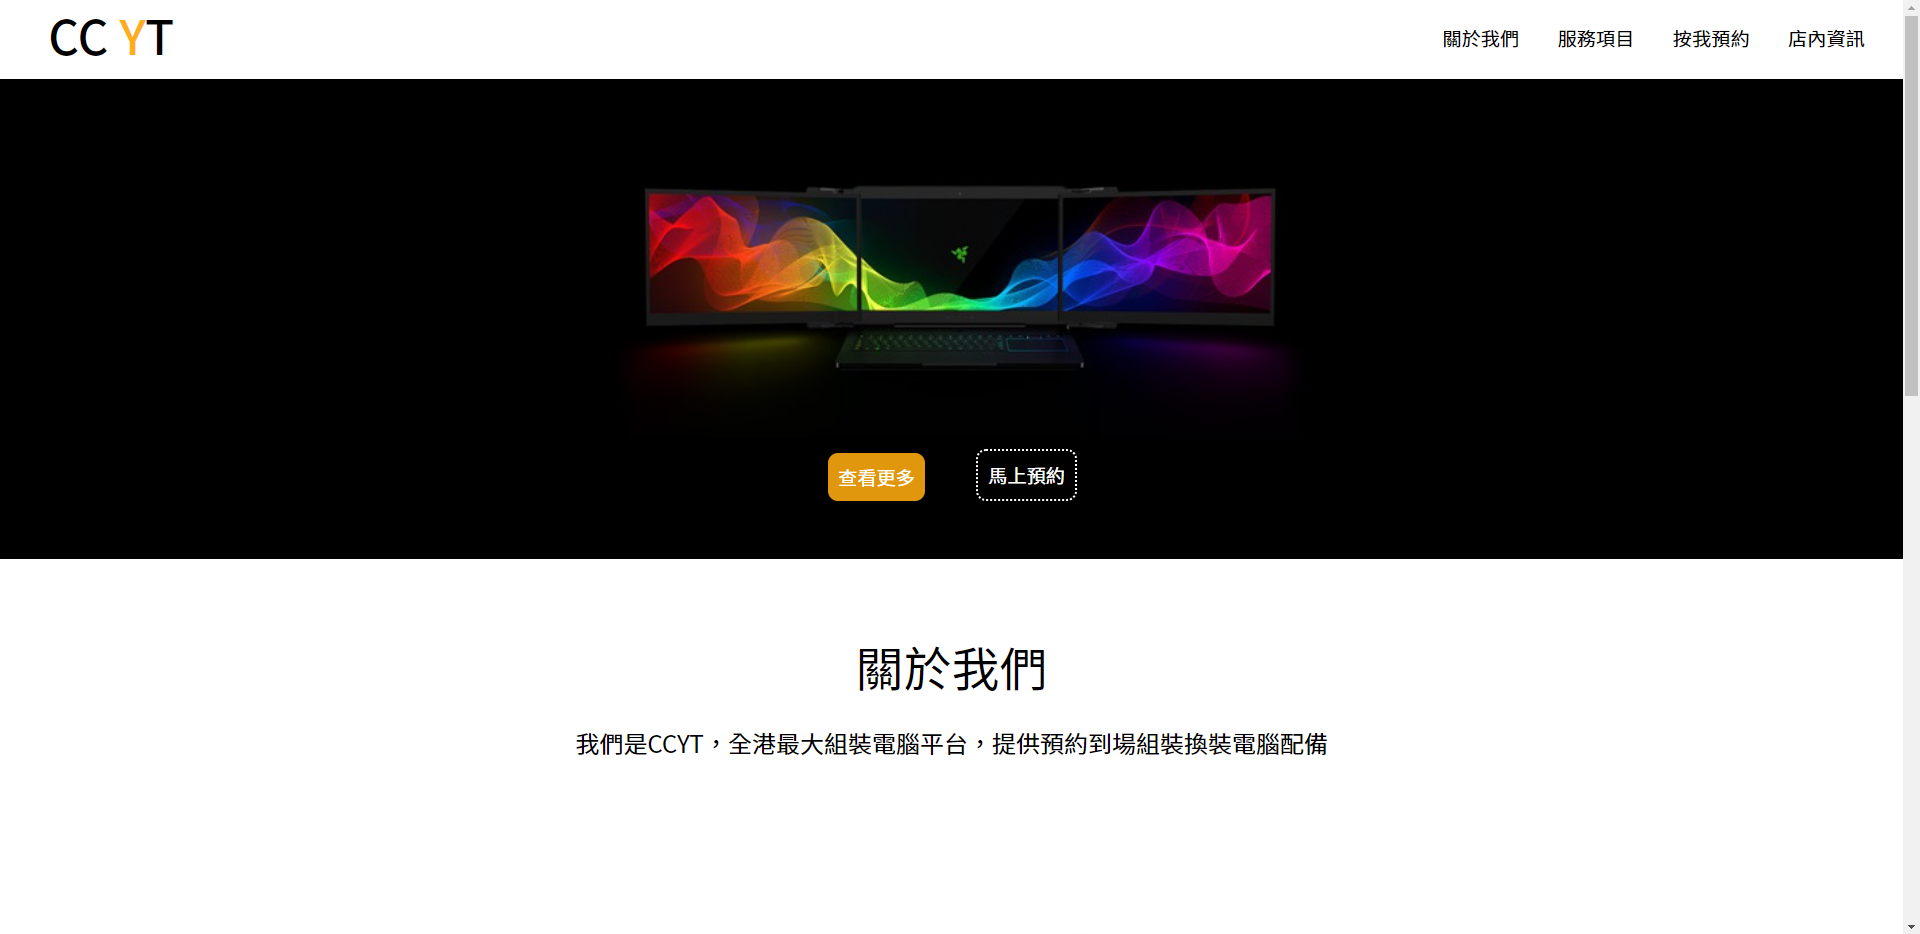 CC YT
關於我們 服務項目 按我預約 店內資訊
查看更多 馬上預約
關於我們
我們是CCYT，全港最大組裝電腦平台，提供預約到場組裝換裝電腦配備